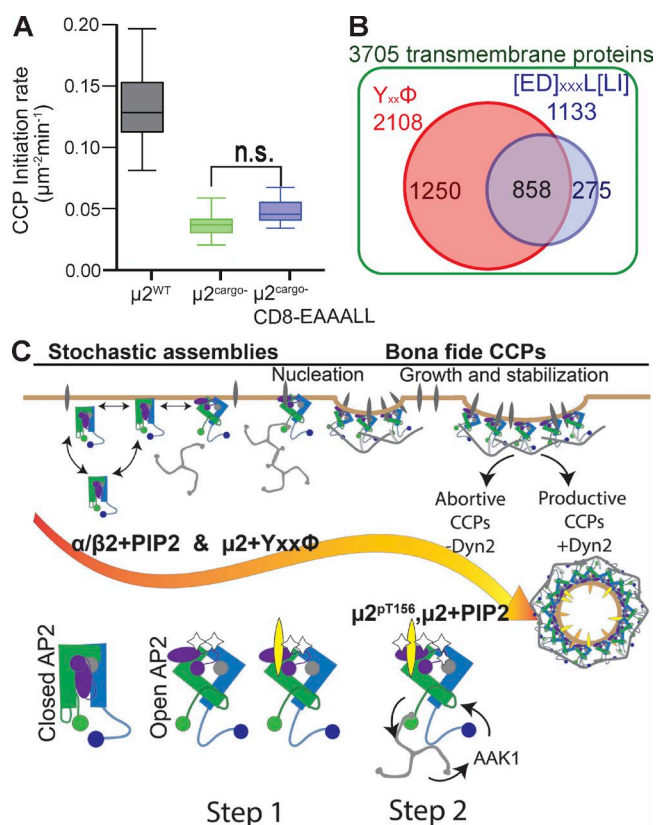 A
CCP Initiation rate
(μm⁻²min⁻¹)
0.20
0.15
0.10
0.05
0.00
n.s.
μ2ᵂᵀ
μ2ᶜᵃʳᵍᵒ⁻
μ2ᶜᵃʳᵍᵒ⁻
CD8-EAAALL
B
3705 transmembrane proteins
YxxΦ
2108
[ED]xxxL[LI]
1133
1250
858
275
C
Stochastic assemblies
Bona fide CCPs
Nucleation
Growth and stabilization
Abortive
CCPs
-Dyn2
Productive
CCPs
+Dyn2
α/β2+PIP2 & μ2+YxxΦ
μ2ᵖᵀ¹⁵⁶,μ2+PIP2
Closed AP2
Open AP2
AAK1
Step 1
Step 2